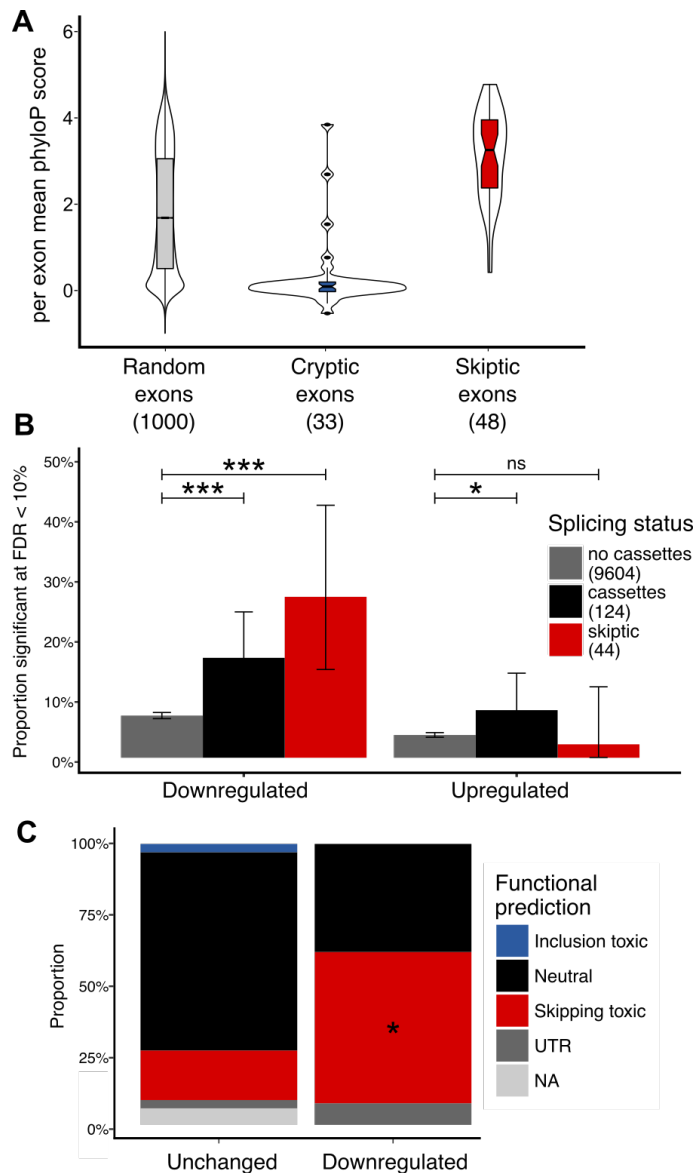 A
per exon mean phyloP score
6
4
2
0
Random
exons
(1000)
Cryptic
exons
(33)
Skiptic
exons
(48)
B
Proportion significant at FDR < 10%
50%
40%
30%
20%
10%
0%
***
***
ns
*
Splicing status
no cassettes
(9604)
cassettes
(124)
skiptic
(44)
Downregulated
Upregulated
C
Proportion
100%
75%
50%
25%
0%
*
Functional
prediction
Inclusion toxic
Neutral
Skipping toxic
UTR
NA
Unchanged
Downregulated